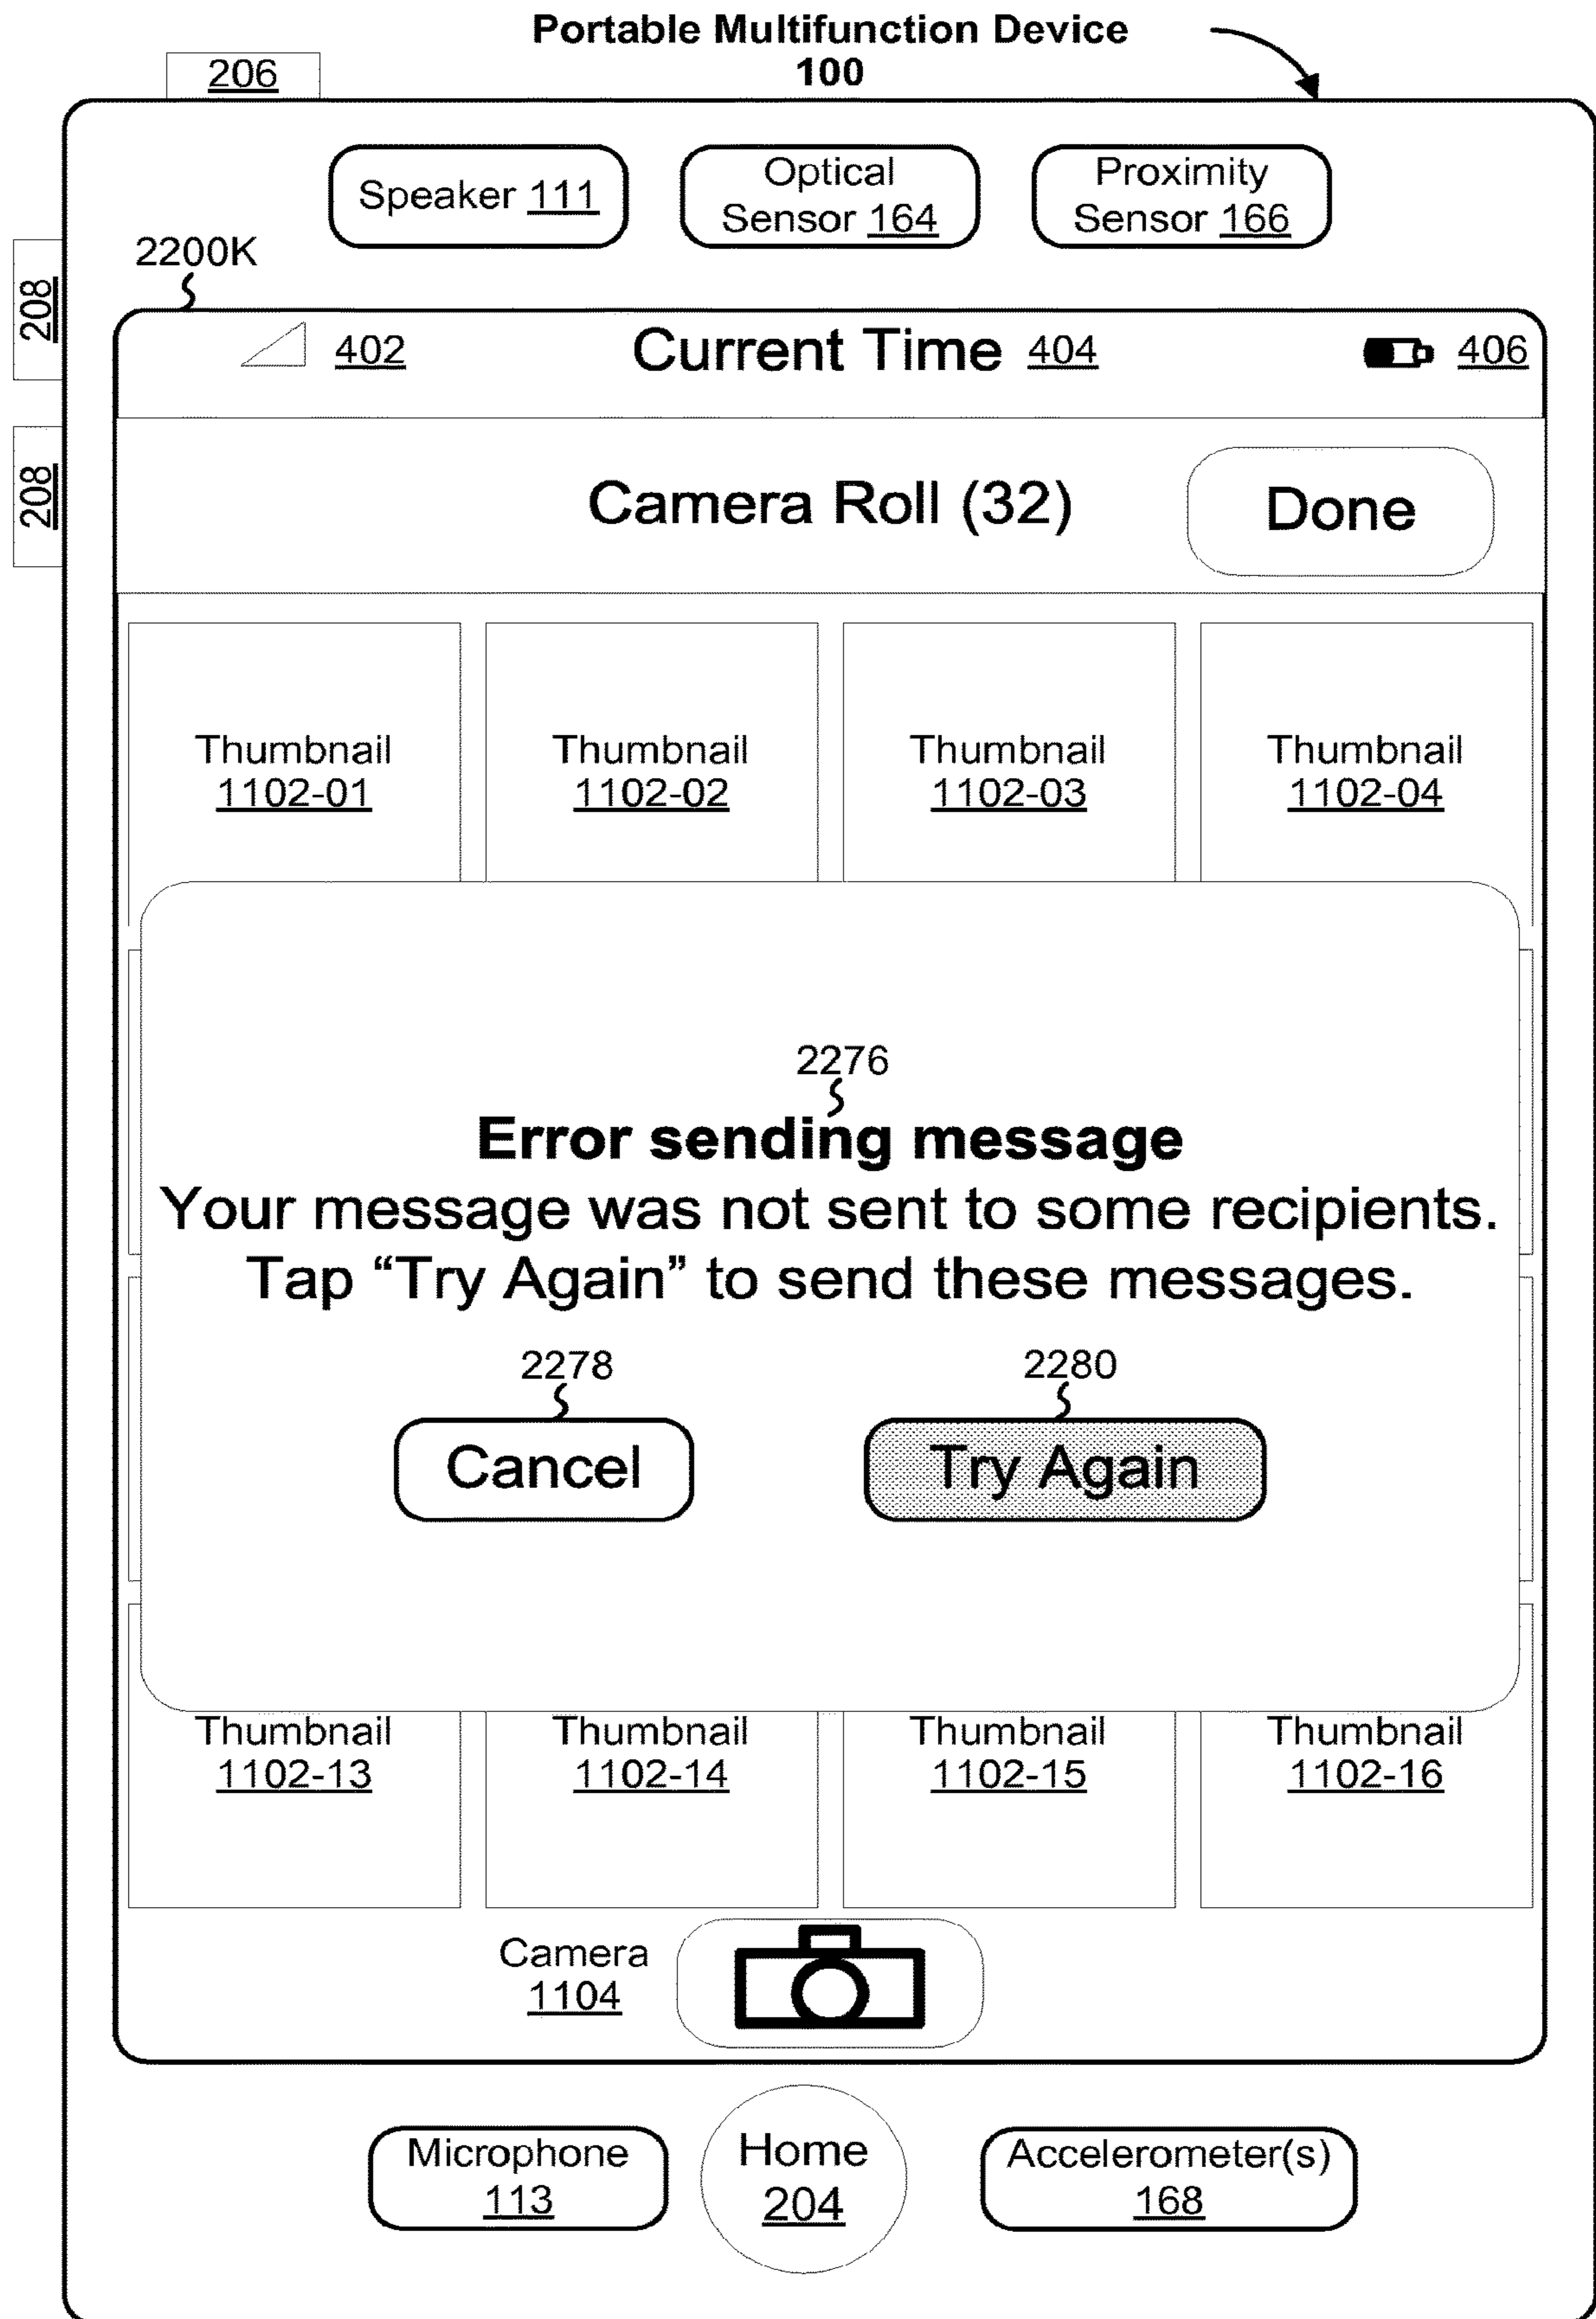 Portable Multifunction Device
100
206
Speaker 111
Optical
Sensor 164
Proximity
Sensor 166
2200K
208
402
Current Time 404
406
208
Camera Roll (32)
Done
Thumbnail
1102-01
Thumbnail
1102-02
Thumbnail
1102-03
Thumbnail
1102-04
2276
Error sending message
Your message was not sent to some recipients.
Tap “Try Again” to send these messages.
2278
2280
Cancel
Try Again
Thumbnail
1102-13
Thumbnail
1102-14
Thumbnail
1102-15
Thumbnail
1102-16
Camera
1104
Microphone
113
Home
204
Accelerometer(s)
168